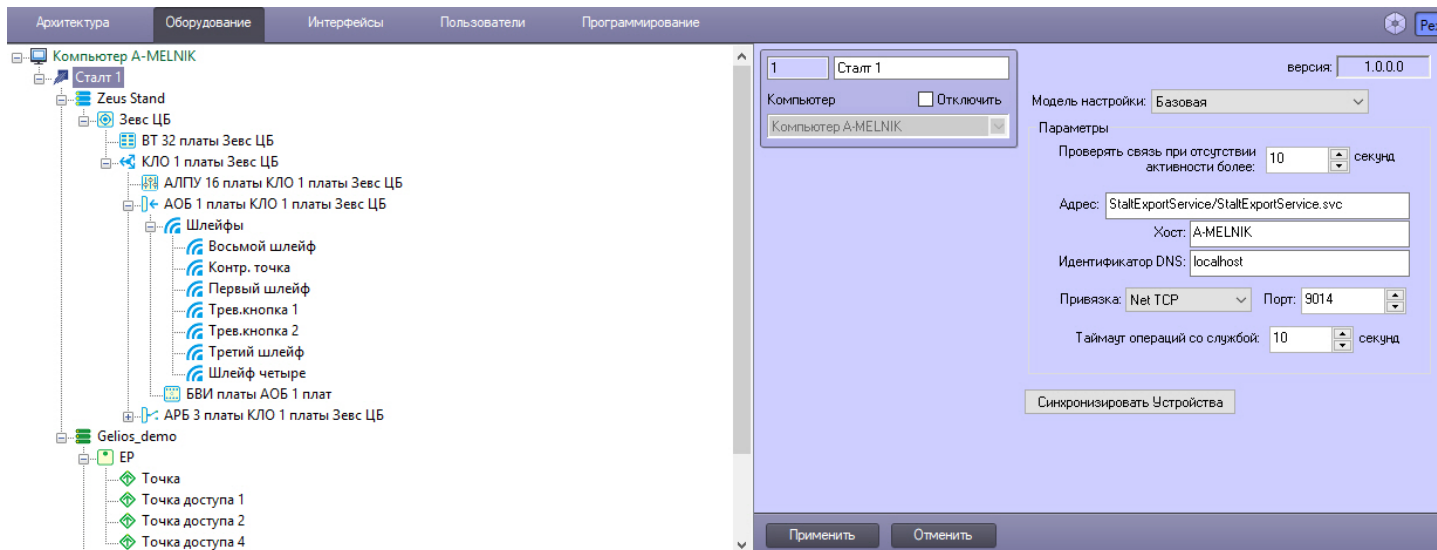 Архитектура Оборудование Интерфейсы Пользователи Программирование
Компьютер A-MELNIK
Сталт 1
Zeus Stand
Зевс ЦБ
ВТ 32 платы Зевс ЦБ
КЛО 1 платы Зевс ЦБ
АЛПУ 16 платы КЛО 1 платы Зевс ЦБ
АОБ 1 платы КЛО 1 платы Зевс ЦБ
Шлейфы
Восьмой шлейф
Контр. точка
Первый шлейф
Трев.кнопка 1
Трев.кнопка 2
Третий шлейф
Шлейф четыре
БВИ платы АОБ 1 плат
АРБ 3 платы КЛО 1 платы Зевс ЦБ
Gelios_demo
EP
Точка
Точка доступа 1
Точка доступа 2
Точка доступа 4
1 Сталт 1
Компьютер Отключить
Компьютер A-MELNIK
версия: 1.0.0.0
Модель настройки: Базовая
Параметры
Проверять связь при отсутствии
активности более: 10 секунд
Адрес: StaltExportService/StaltExportService.svc
Хост: A-MELNIK
Идентификатор DNS: localhost
Привязка: Net TCP Порт: 9014
Таймаут операций со службой: 10 секунд
Синхронизировать Устройства
Применить Отменить